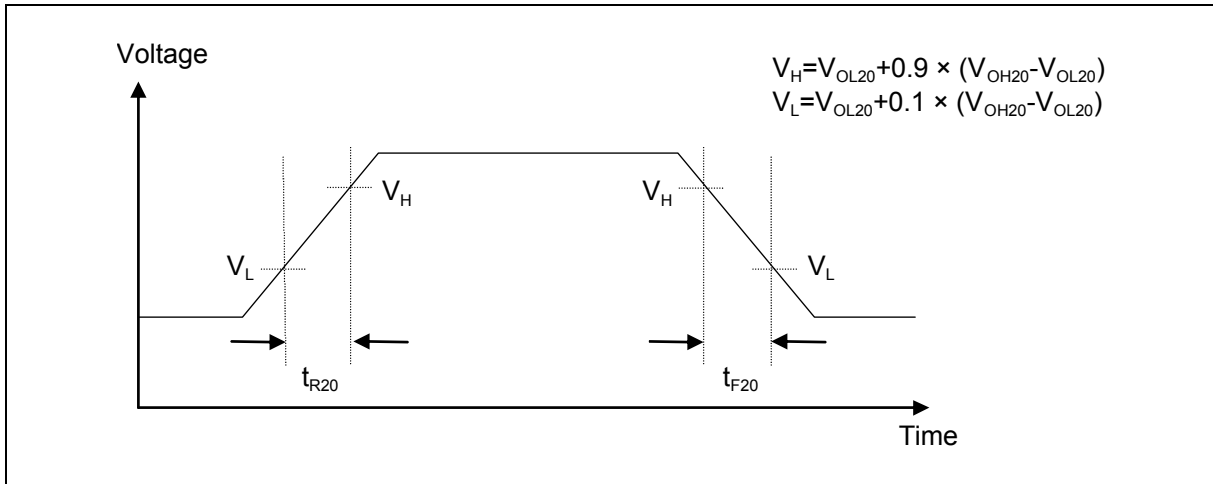 Voltage
V_H=V_OL20+0.9 × (V_OH20-V_OL20)
V_L=V_OL20+0.1 × (V_OH20-V_OL20)
V_H
V_H
V_L
V_L
t_R20
t_F20
Time